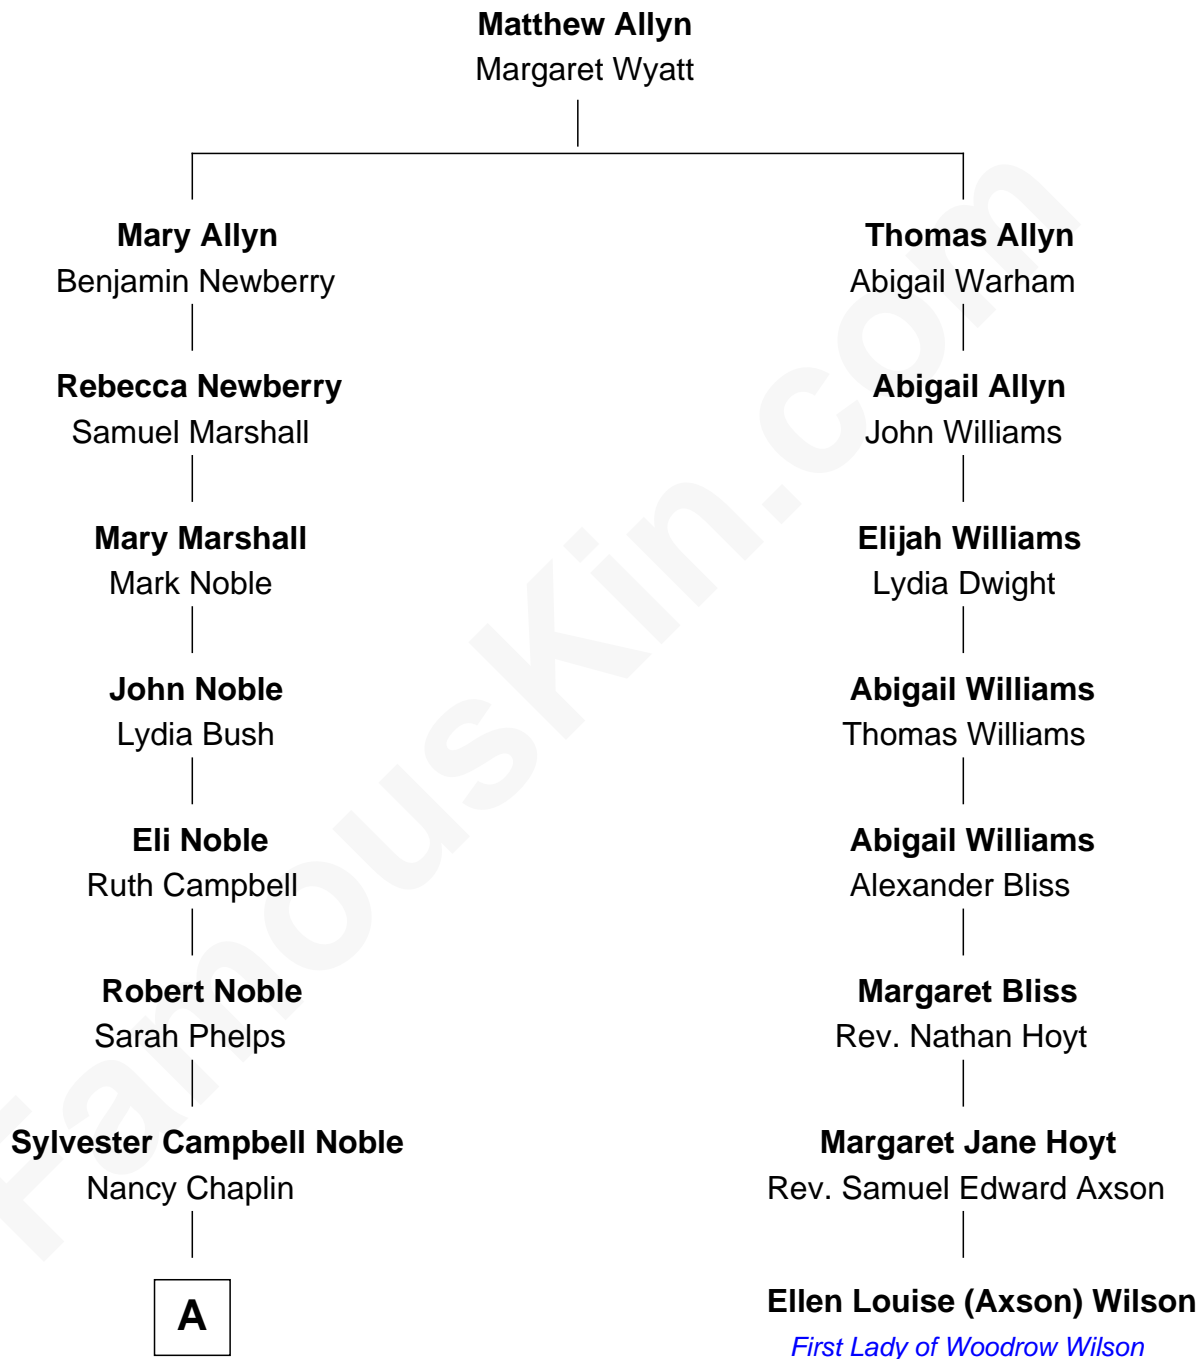 Matthew Allyn
Margaret Wyatt
Mary Allyn
Benjamin Newberry
Thomas Allyn
Abigail Warham
Rebecca Newberry
Samuel Marshall
Abigail Allyn
John Williams
Mary Marshall
Mark Noble
Elijah Williams
Lydia Dwight
John Noble
Lydia Bush
Abigail Williams
Thomas Williams
Eli Noble
Ruth Campbell
Abigail Williams
Alexander Bliss
Robert Noble
Sarah Phelps
Margaret Bliss
Rev. Nathan Hoyt
Sylvester Campbell Noble
Nancy Chaplin
Margaret Jane Hoyt
Rev. Samuel Edward Axson
A
Ellen Louise (Axson) Wilson
First Lady of Woodrow Wilson
FamousKin.com